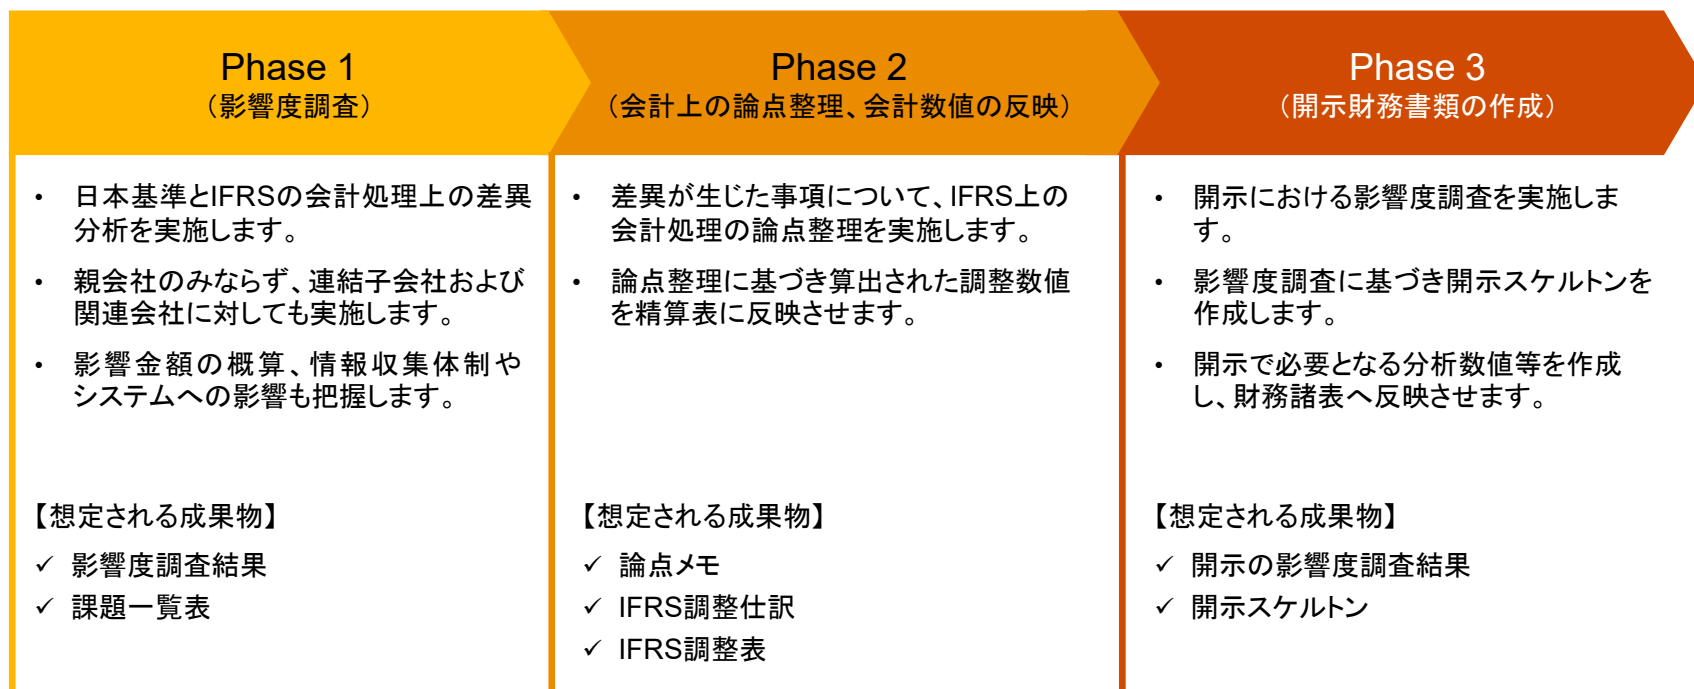 Phase 1
（影響度調査）
Phase 2
（会計上の論点整理、会計数値の反映）
Phase 3
（開示財務書類の作成）
• 日本基準とIFRSの会計処理上の差異
分析を実施します。
• 親会社のみならず、連結子会社および
関連会社に対しても実施します。
• 影響金額の概算、情報収集体制や
システムへの影響も把握します。
【想定される成果物】
✓ 影響度調査結果
✓ 課題一覧表
• 差異が生じた事項について、IFRS上の
会計処理の論点整理を実施します。
• 論点整理に基づき算出された調整数値
を精算表に反映させます。
【想定される成果物】
✓ 論点メモ
✓ IFRS調整仕訳
✓ IFRS調整表
• 開示における影響度調査を実施しま
す。
• 影響度調査に基づき開示スケルトンを
作成します。
• 開示で必要となる分析数値等を作成
し、財務諸表へ反映させます。
【想定される成果物】
✓ 開示の影響度調査結果
✓ 開示スケルトン